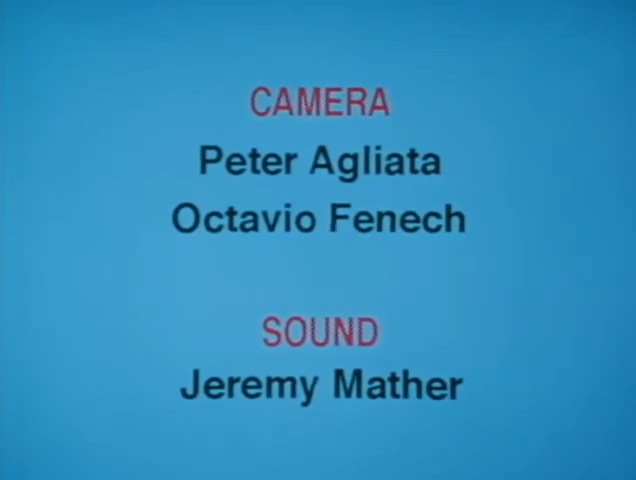 CAMERA
Peter Agliata
Octavio Fenech
SOUND
Jeremy Mather